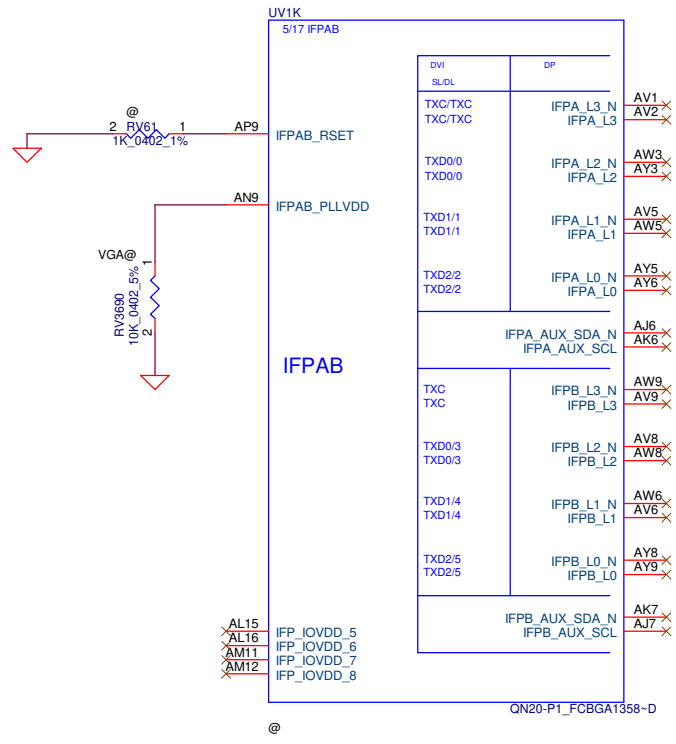 UV1K
5/17 IFPAB
DVI DP
SL/DL
TXC/TXC IFPA_L3_N AV1
TXC/TXC IFPA_L3 AV2
@
2 RV61 1 AP9 IFPAB_RSET
1K_0402_1%
TXD0/0 IFPA_L2_N AW3
TXD0/0 IFPA_L2 AY3
AN9 IFPAB_PLLVDD
TXD1/1 IFPA_L1_N AV5
TXD1/1 IFPA_L1 AW5
VGA@
1
RV3690
10K_0402_5%
2
TXD2/2 IFPA_L0_N AY5
TXD2/2 IFPA_L0 AY6
IFPA_AUX_SDA_N AJ6
IFPA_AUX_SCL AK6
IFPAB
TXC IFPB_L3_N AW9
TXC IFPB_L3 AV9
TXD0/3 IFPB_L2_N AV8
TXD0/3 IFPB_L2 AW8
TXD1/4 IFPB_L1_N AW6
TXD1/4 IFPB_L1 AV6
TXD2/5 IFPB_L0_N AY8
TXD2/5 IFPB_L0 AY9
IFPB_AUX_SDA_N AK7
IFPB_AUX_SCL AJ7
AL15 IFP_IOVDD_5
AL16 IFP_IOVDD_6
AM11 IFP_IOVDD_7
AM12 IFP_IOVDD_8
QN20-P1_FCBGA1358~D
@